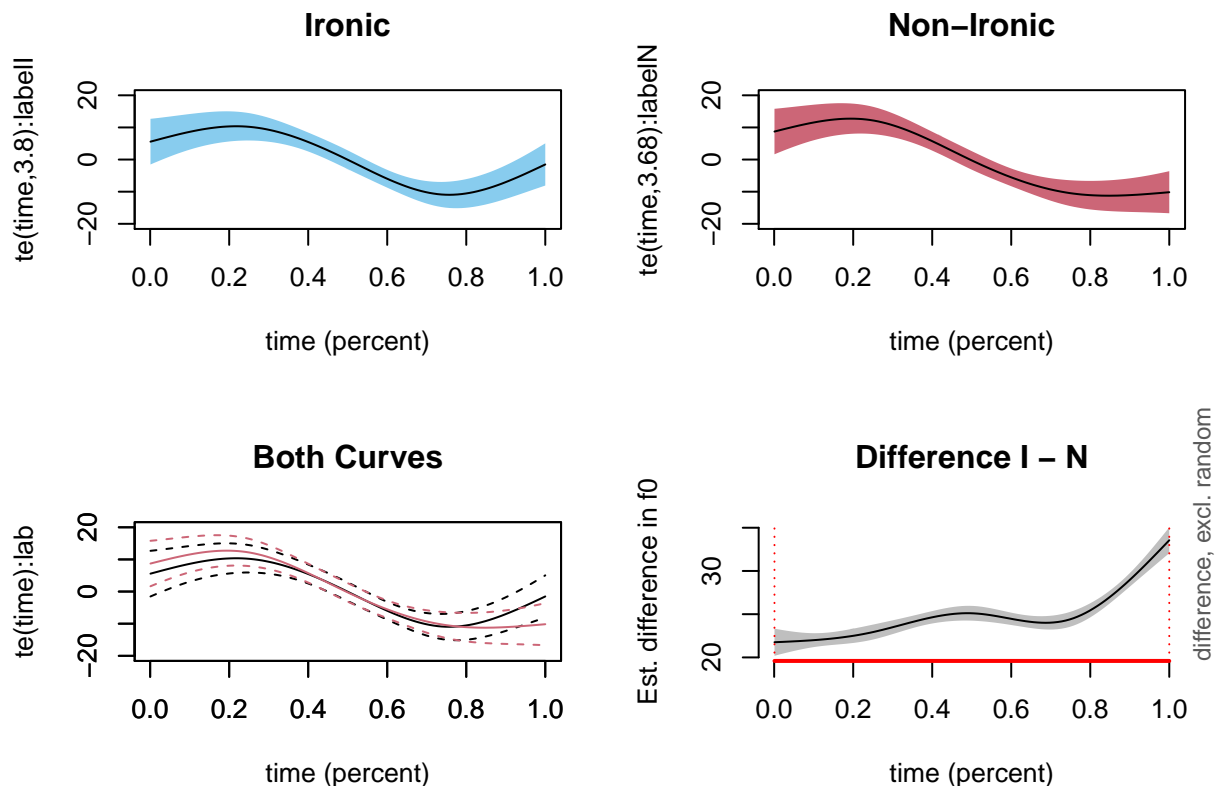 Ironic
te(time,3.8):labelI
20
0
−20
0.0 0.2 0.4 0.6 0.8 1.0
time (percent)
Non−Ironic
te(time,3.68):labelN
20
0
−20
0.0 0.2 0.4 0.6 0.8 1.0
time (percent)
Both Curves
te(time):lab
20
0
−20
0.0 0.2 0.4 0.6 0.8 1.0
time (percent)
Difference I − N
Est. difference in f0
30
20
0.0 0.2 0.4 0.6 0.8 1.0
time (percent)
difference, excl. random